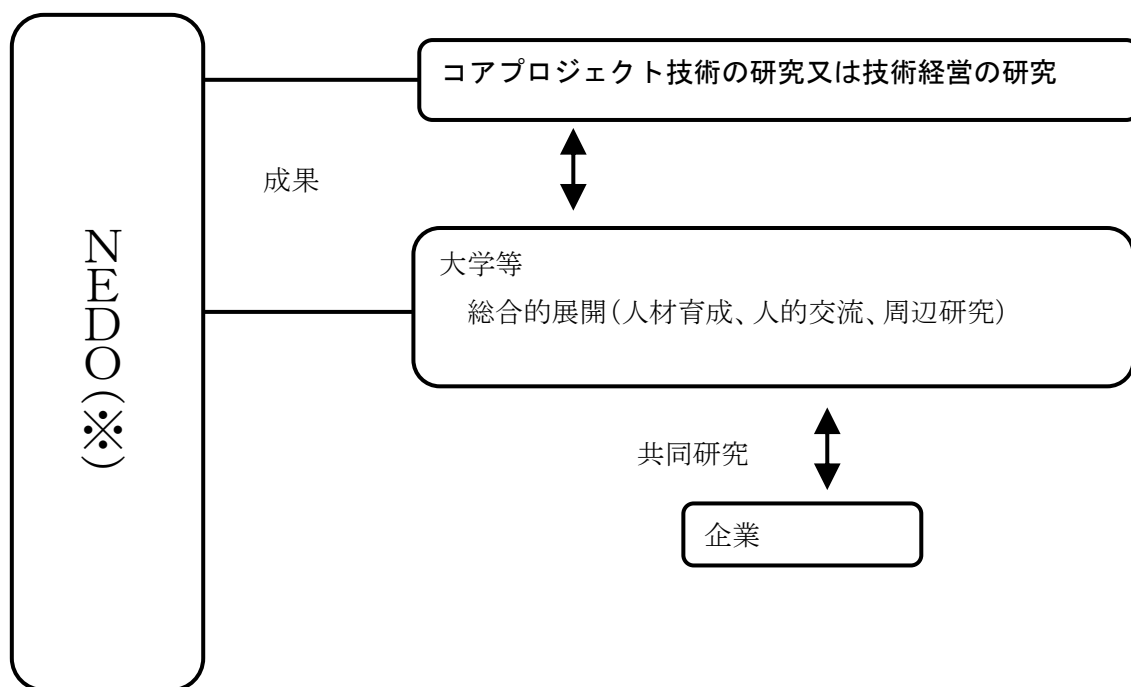 NEDO(※)
コアプロジェクト技術の研究又は技術経営の研究
成果
大学等
総合的展開(人材育成、人的交流、周辺研究)
共同研究
企業